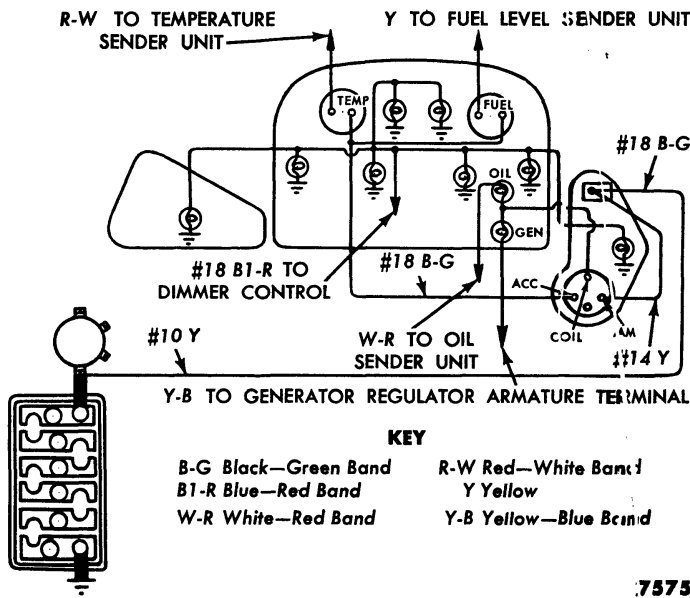 R-W TO TEMPERATURE
SENDER UNIT
Y TO FUEL LEVEL SENDER UNIT
TEMP
FUEL
#18 B-G
OIL
GEN
#18 B1-R TO
DIMMER CONTROL
#18 B-G
ACC
COIL
AM
#10 Y
W-R TO OIL
SENDER UNIT
#14 Y
Y-B TO GENERATOR REGULATOR ARMATURE TERMINAL
KEY
B-G Black—Green Band
B1-R Blue—Red Band
W-R White—Red Band
R-W Red—White Band
Y Yellow
Y-B Yellow—Blue Band
7575